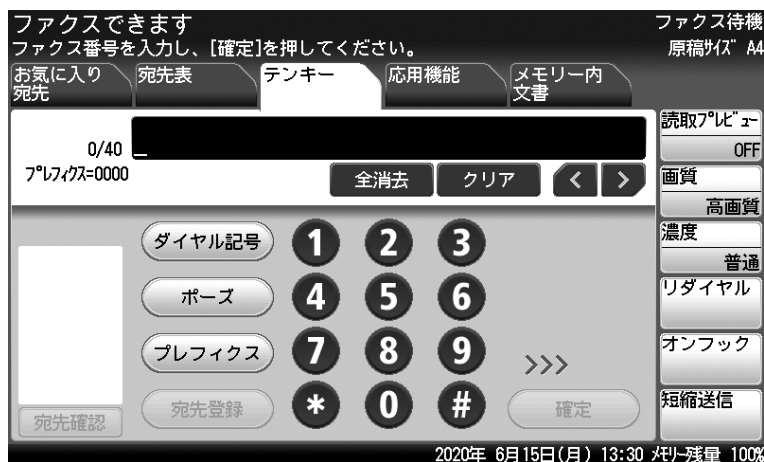 ファクスできます
ファクス待機
ファクス番号を入力し、[確定]を押してください。
原稿ｻｲｽﾞ A4
お気に入り
宛先
宛先表
テンキー
応用機能
メモリー内
文書
0/40
_
ﾌﾟﾚﾌｨｸｽ=0000
全消去
クリア
<
>
読取ﾌﾟﾚﾋﾞｭｰ
OFF
画質
高画質
濃度
普通
リダイヤル
オンフック
短縮送信
ダイヤル記号
1
2
3
ポーズ
4
5
6
プレフィクス
7
8
9
>>>
宛先確認
宛先登録
*
0
#
確定
2020年 6月15日(月) 13:30 ﾒﾓﾘｰ残量 100%